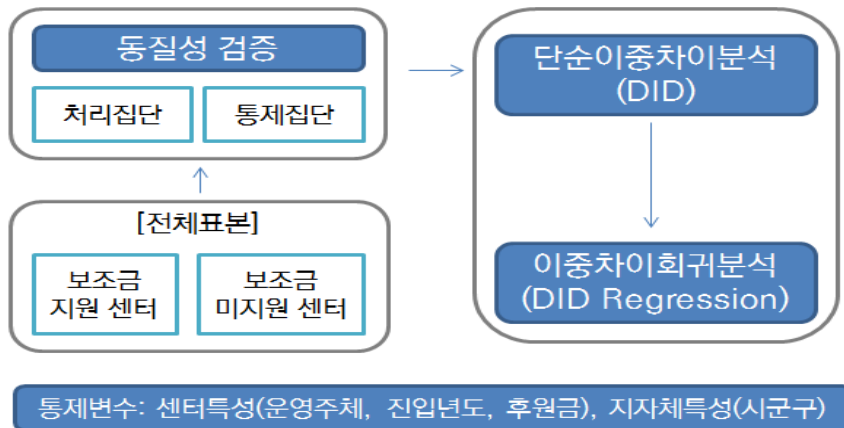 동질성 검증
처리집단
통제집단
[전체표본]
보조금
지원 센터
보조금
미지원 센터
단순이중차이분석
(DID)
이중차이회귀분석
(DID Regression)
통제변수: 센터특성(운영주체, 진입년도, 후원금), 지자체특성(시군구)